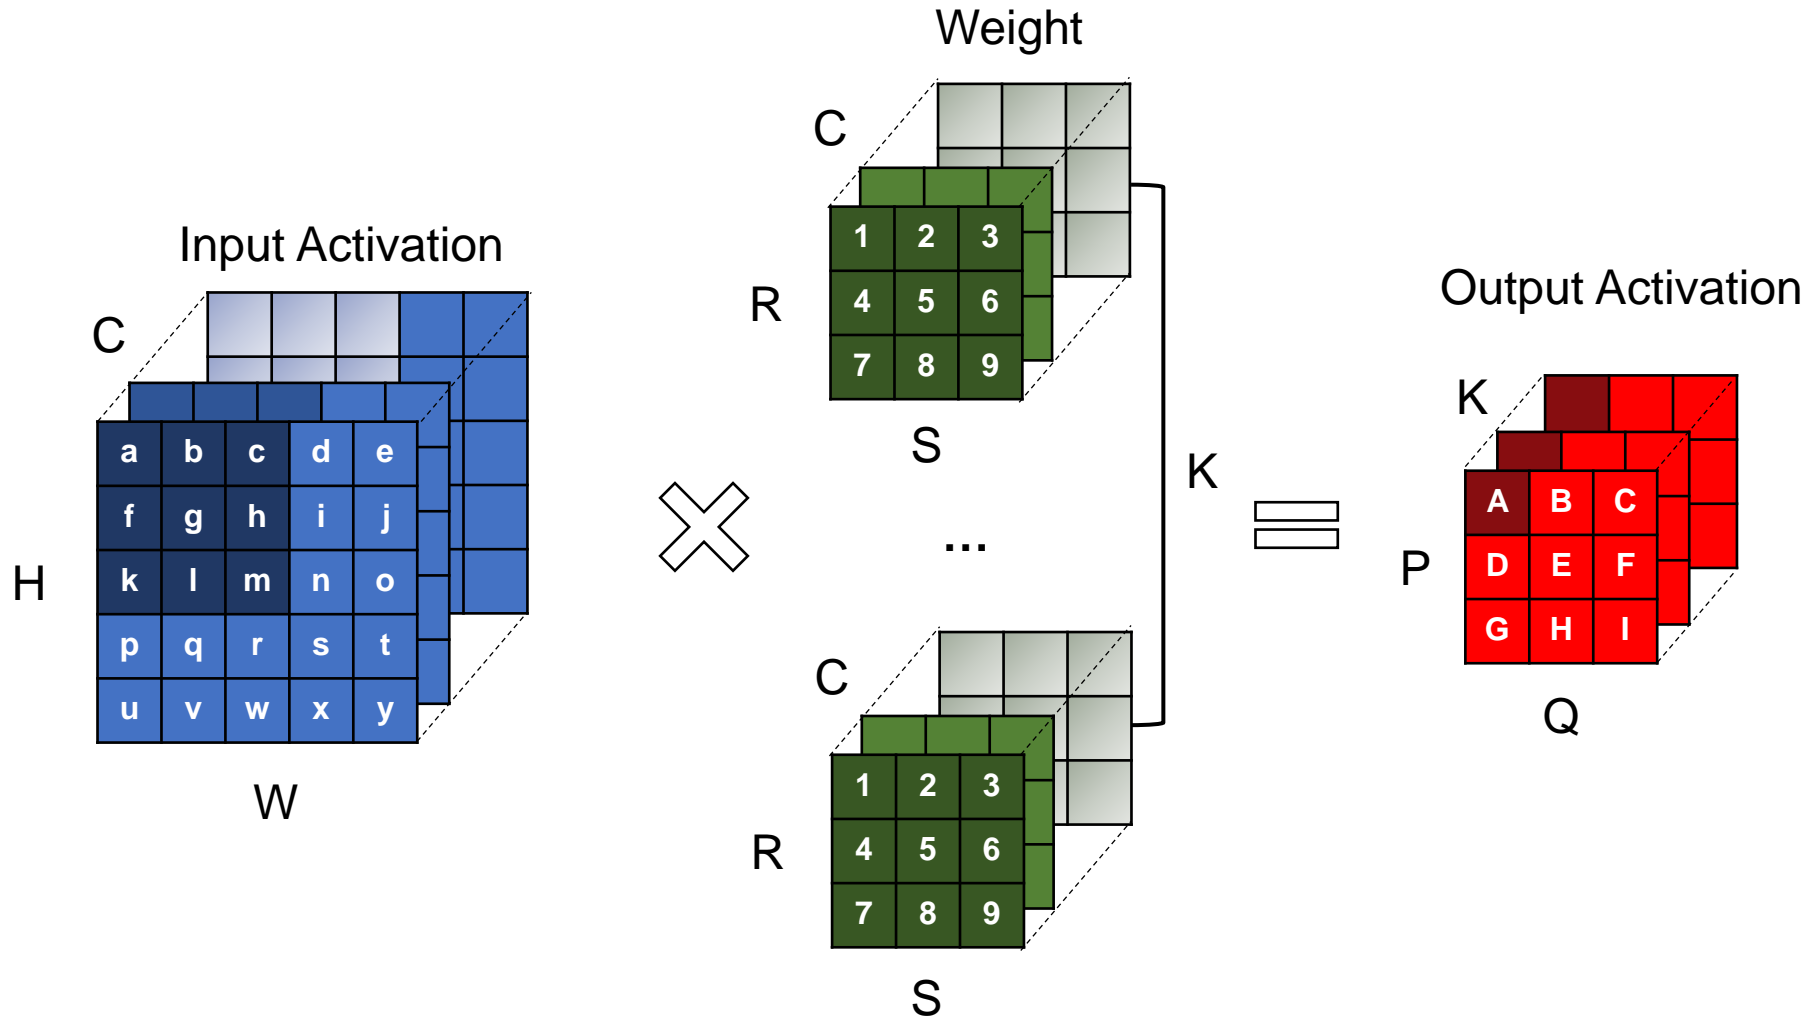 Input Activation
C
H
a b c d e
f g h i j
k l m n o
p q r s t
u v w x y
W
Weight
C
R
1 2 3
4 5 6
7 8 9
S
...
C
R
1 2 3
4 5 6
7 8 9
S
K
Output Activation
K
P
A B C
D E F
G H I
Q